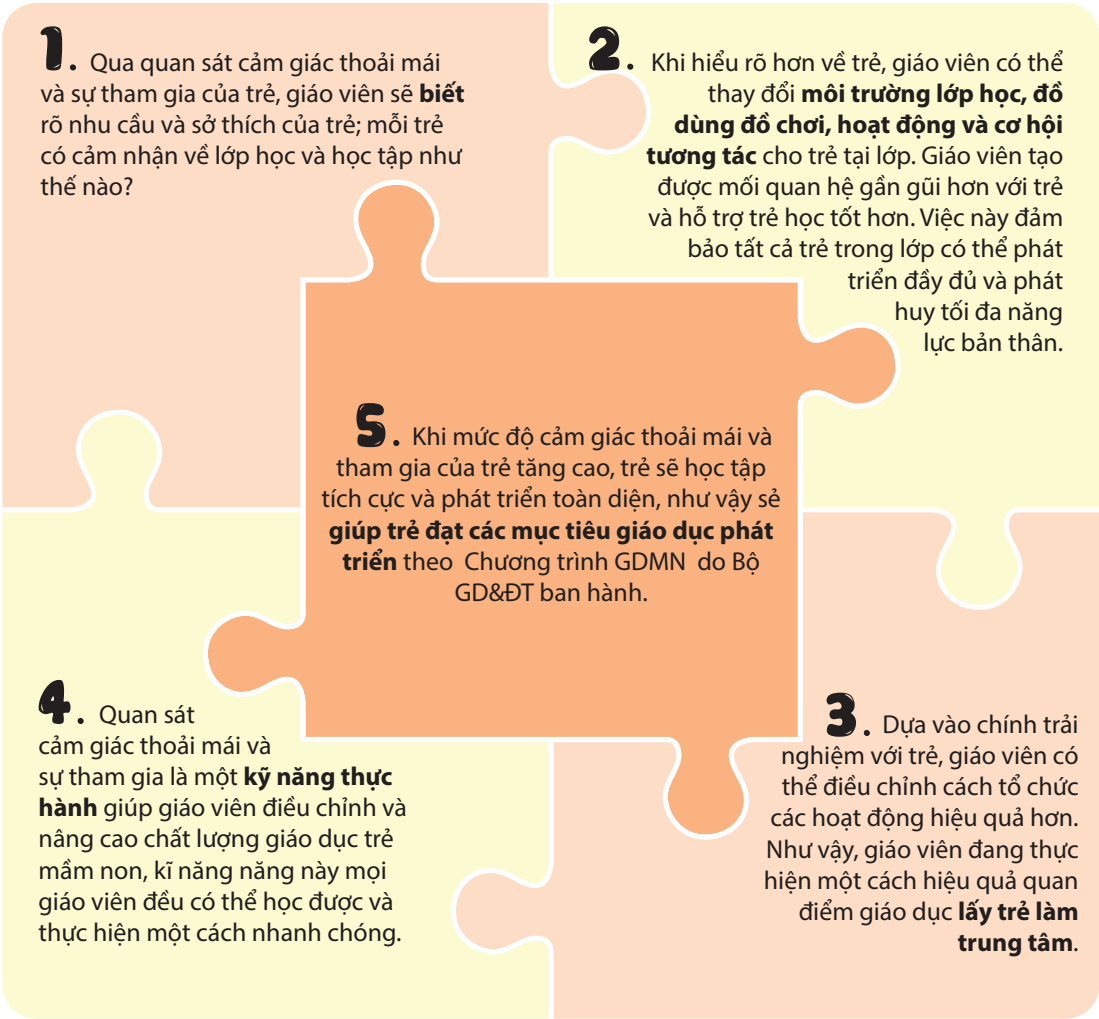 1. Qua quan sát cảm giác thoải mái
và sự tham gia của trẻ, giáo viên sẽ biết
rõ nhu cầu và sở thích của trẻ; mỗi trẻ
có cảm nhận về lớp học và học tập như
thế nào?
2. Khi hiểu rõ hơn về trẻ, giáo viên có thể
thay đổi môi trường lớp học, đồ
dùng đồ chơi, hoạt động và cơ hội
tương tác cho trẻ tại lớp. Giáo viên tạo
được mối quan hệ gần gũi hơn với trẻ
và hỗ trợ trẻ học tốt hơn. Việc này đảm
bảo tất cả trẻ trong lớp có thể phát
triển đầy đủ và phát
huy tối đa năng
lực bản thân.
3. Dựa vào chính trải
nghiệm với trẻ, giáo viên có
thể điều chỉnh cách tổ chức
các hoạt động hiệu quả hơn.
Như vậy, giáo viên đang thực
hiện một cách hiệu quả quan
điểm giáo dục lấy trẻ làm
trung tâm.
4. Quan sát
cảm giác thoải mái và
sự tham gia là một kỹ năng thực
hành giúp giáo viên điều chỉnh và
nâng cao chất lượng giáo dục trẻ
mầm non, kĩ năng năng này mọi
giáo viên đều có thể học được và
thực hiện một cách nhanh chóng.
5. Khi mức độ cảm giác thoải mái và
tham gia của trẻ tăng cao, trẻ sẽ học tập
tích cực và phát triển toàn diện, như vậy sẻ
giúp trẻ đạt các mục tiêu giáo dục phát
triển theo Chương trình GDMN do Bộ
GD&ĐT ban hành.